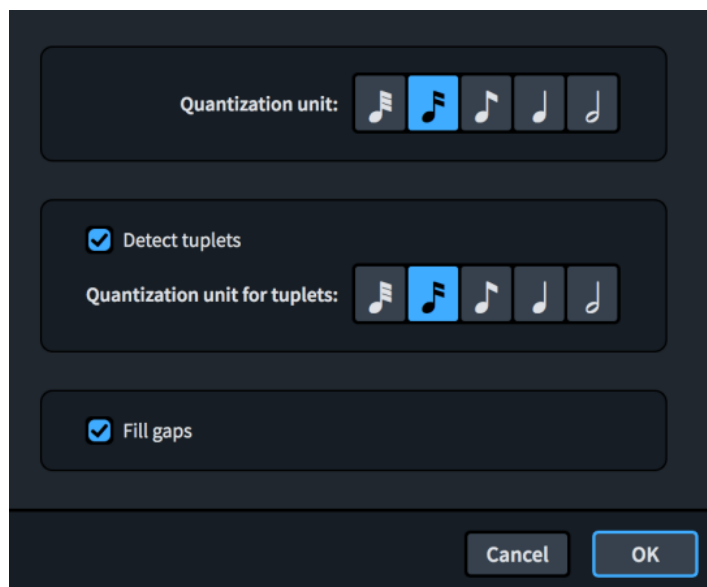 Quantization unit:
Detect tuplets
Quantization unit for tuplets:
Fill gaps
Cancel OK